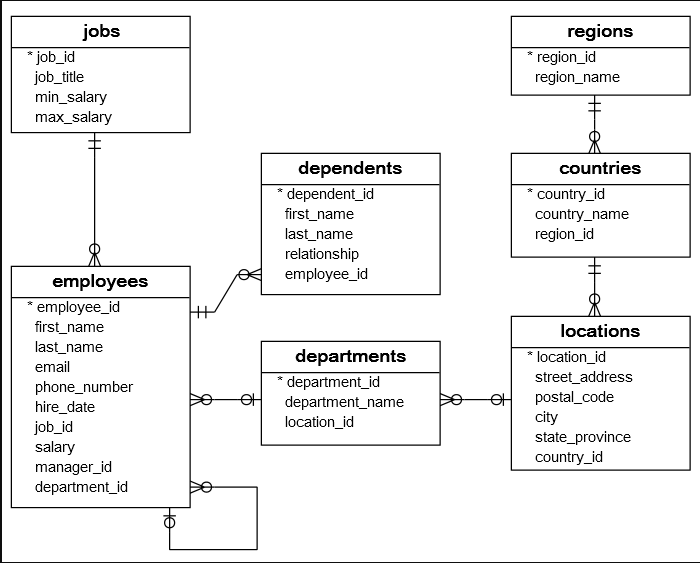 jobs
* job_id
job_title
min_salary
max_salary
regions
* region_id
region_name
dependents
* dependent_id
first_name
last_name
relationship
employee_id
countries
* country_id
country_name
region_id
employees
* employee_id
first_name
last_name
email
phone_number
hire_date
job_id
salary
manager_id
department_id
departments
* department_id
department_name
location_id
locations
* location_id
street_address
postal_code
city
state_province
country_id